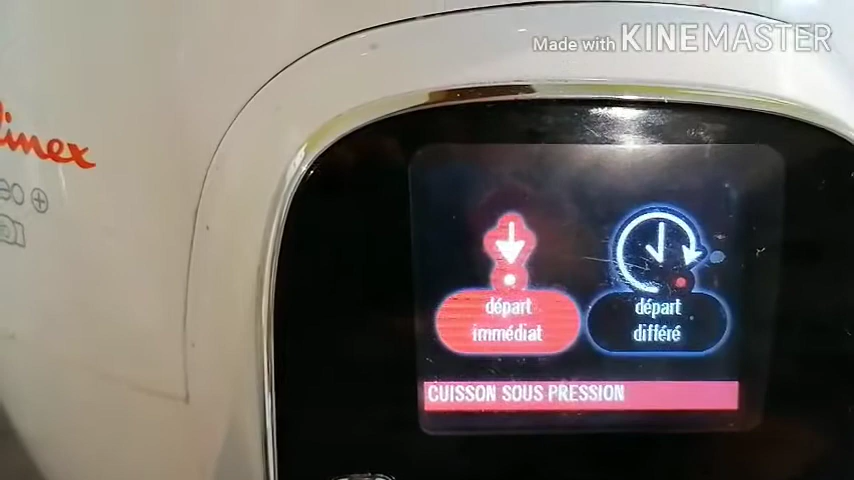 Made with KINEMASTER
départ
immédiat
départ
différé
CUISSON SOUS PRESSION